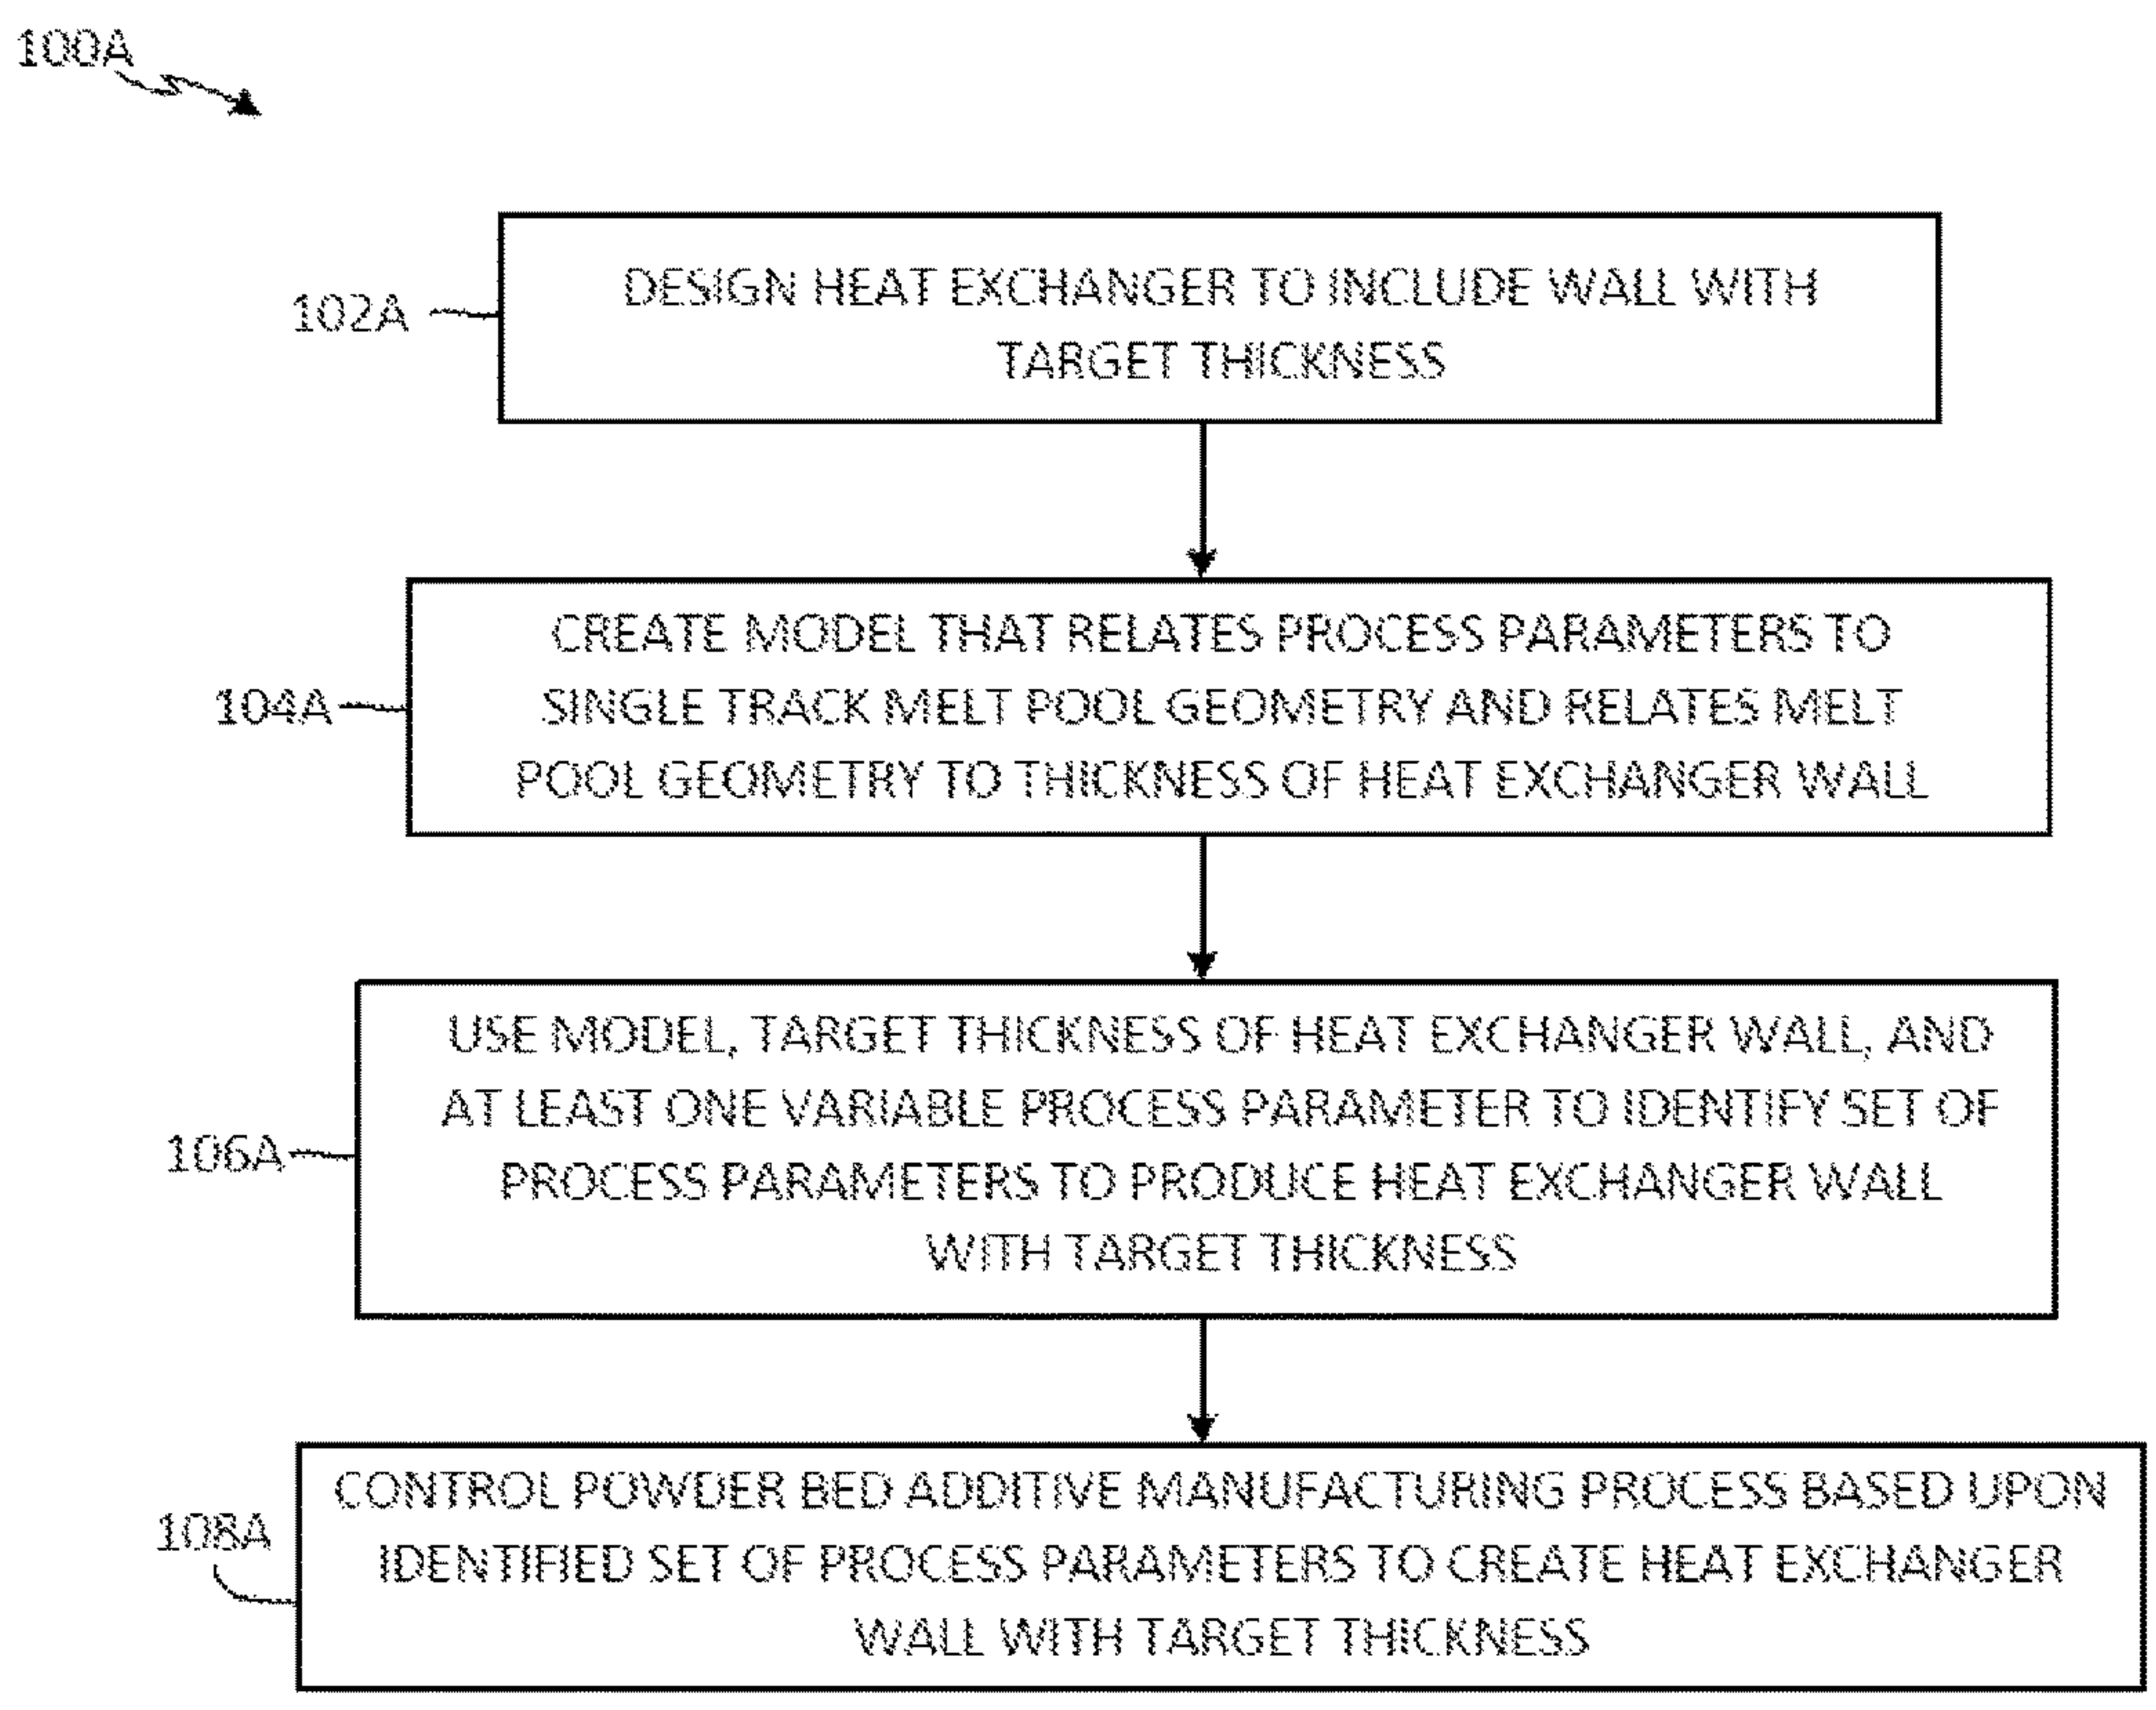 100A
102A
DESIGN HEAT EXCHANGER TO INCLUDE WALL WITH
TARGET THICKNESS
104A
CREATE MODEL THAT RELATES PROCESS PARAMETERS TO
SINGLE TRACK MELT POOL GEOMETRY AND RELATES MELT
POOL GEOMETRY TO THICKNESS OF HEAT EXCHANGER WALL
106A
USE MODEL, TARGET THICKNESS OF HEAT EXCHANGER WALL, AND
AT LEAST ONE VARIABLE PROCESS PARAMETER TO IDENTIFY SET OF
PROCESS PARAMETERS TO PRODUCE HEAT EXCHANGER WALL
WITH TARGET THICKNESS
108A
CONTROL POWDER BED ADDITIVE MANUFACTURING PROCESS BASED UPON
IDENTIFIED SET OF PROCESS PARAMETERS TO CREATE HEAT EXCHANGER
WALL WITH TARGET THICKNESS